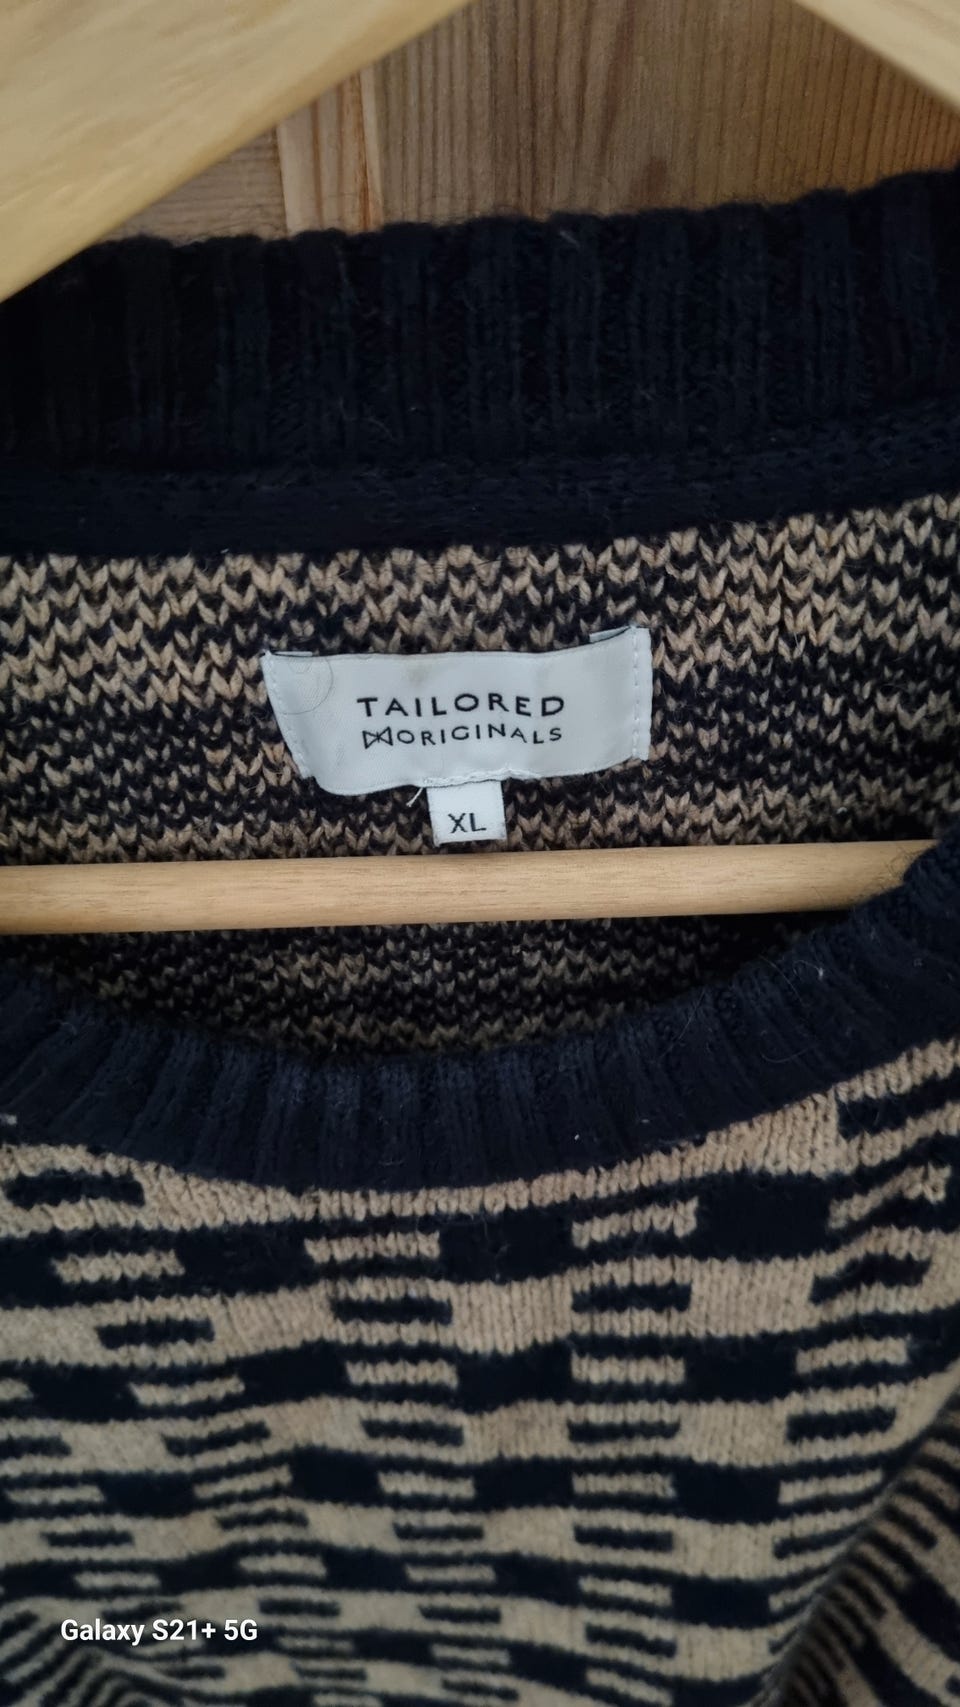 TAILORED
ORIGINALS
XL
Galaxy S21+ 5G